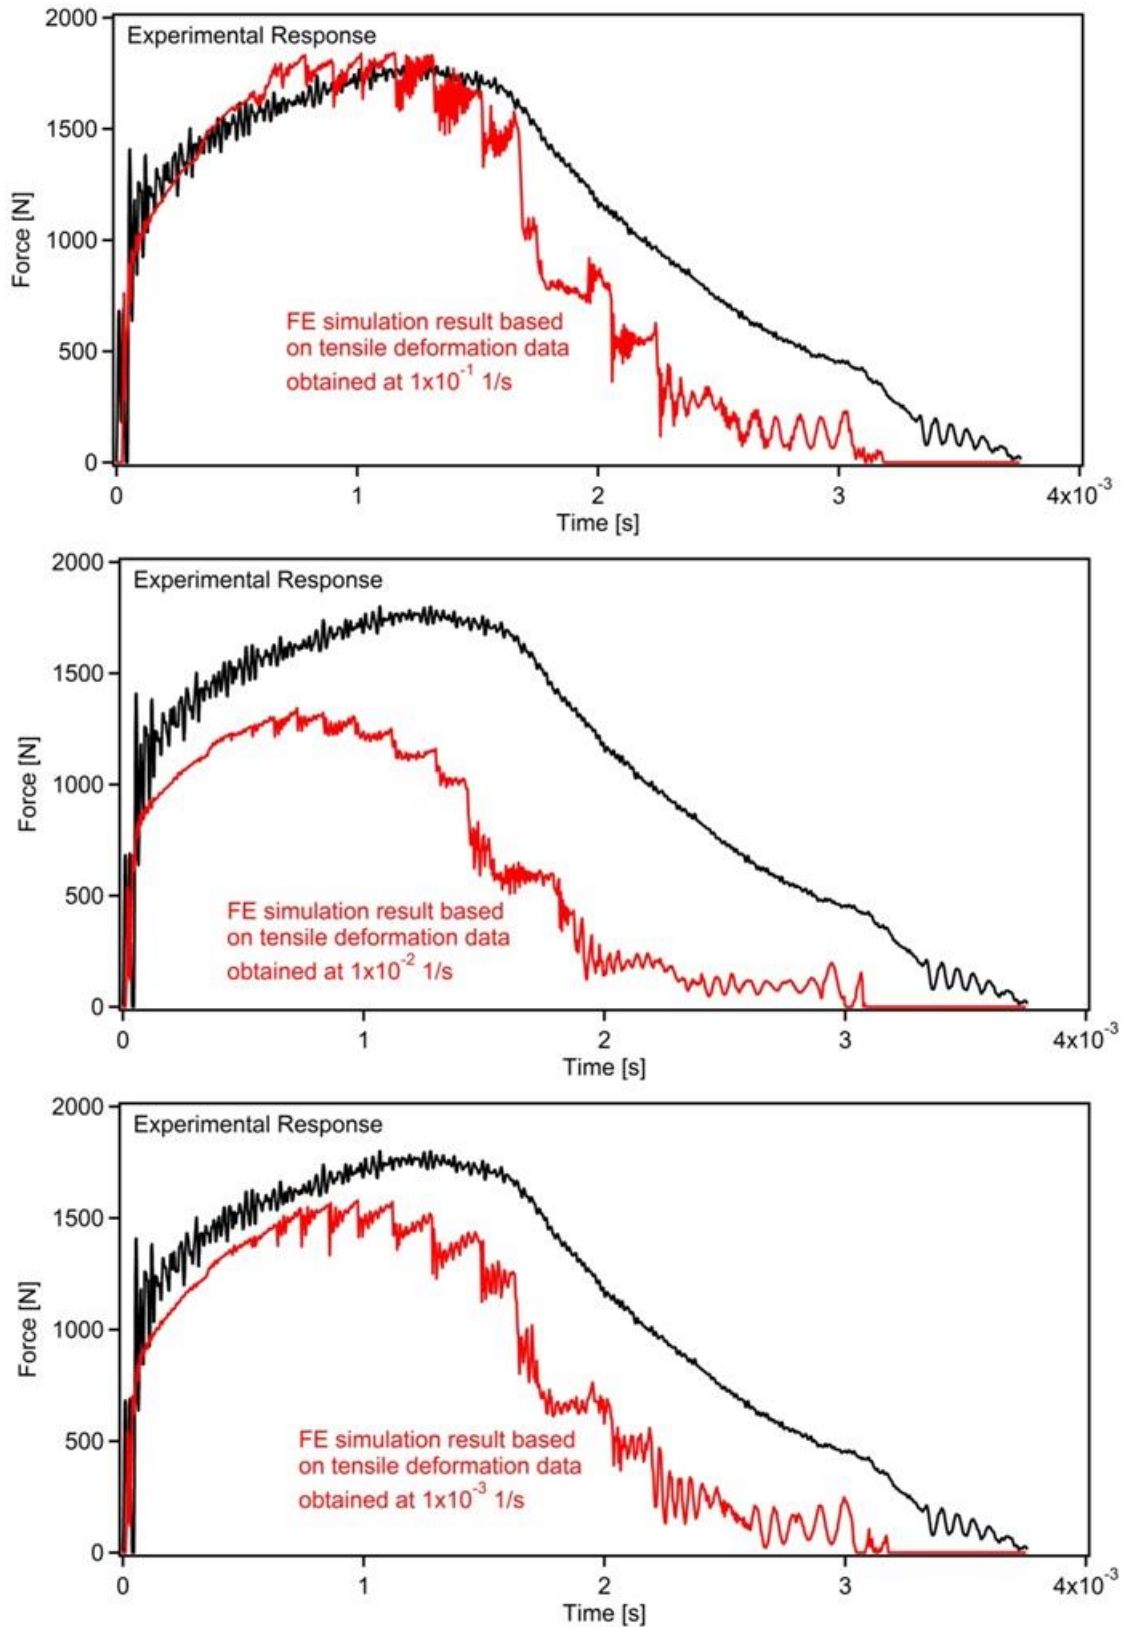 2000
Experimental Response
1500
1000
500
0
Force [N]
FE simulation result based
on tensile deformation data
obtained at 1x10⁻¹ 1/s
0 1 2 3 4x10⁻³
Time [s]
2000
Experimental Response
1500
1000
500
0
Force [N]
FE simulation result based
on tensile deformation data
obtained at 1x10⁻² 1/s
0 1 2 3 4x10⁻³
Time [s]
2000
Experimental Response
1500
1000
500
0
Force [N]
FE simulation result based
on tensile deformation data
obtained at 1x10⁻³ 1/s
0 1 2 3 4x10⁻³
Time [s]